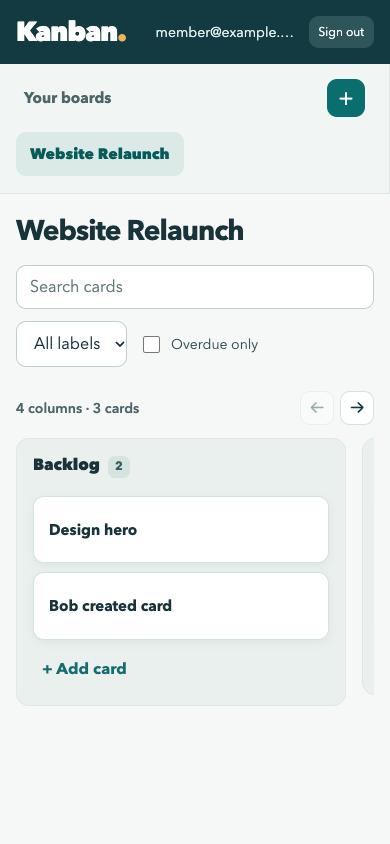 Kanban.
member@example....
Sign out
Your boards
+
Website Relaunch
Website Relaunch
Search cards
All labels
Overdue only
4 columns · 3 cards
← →
Backlog 2
Design hero
Bob created card
+ Add card